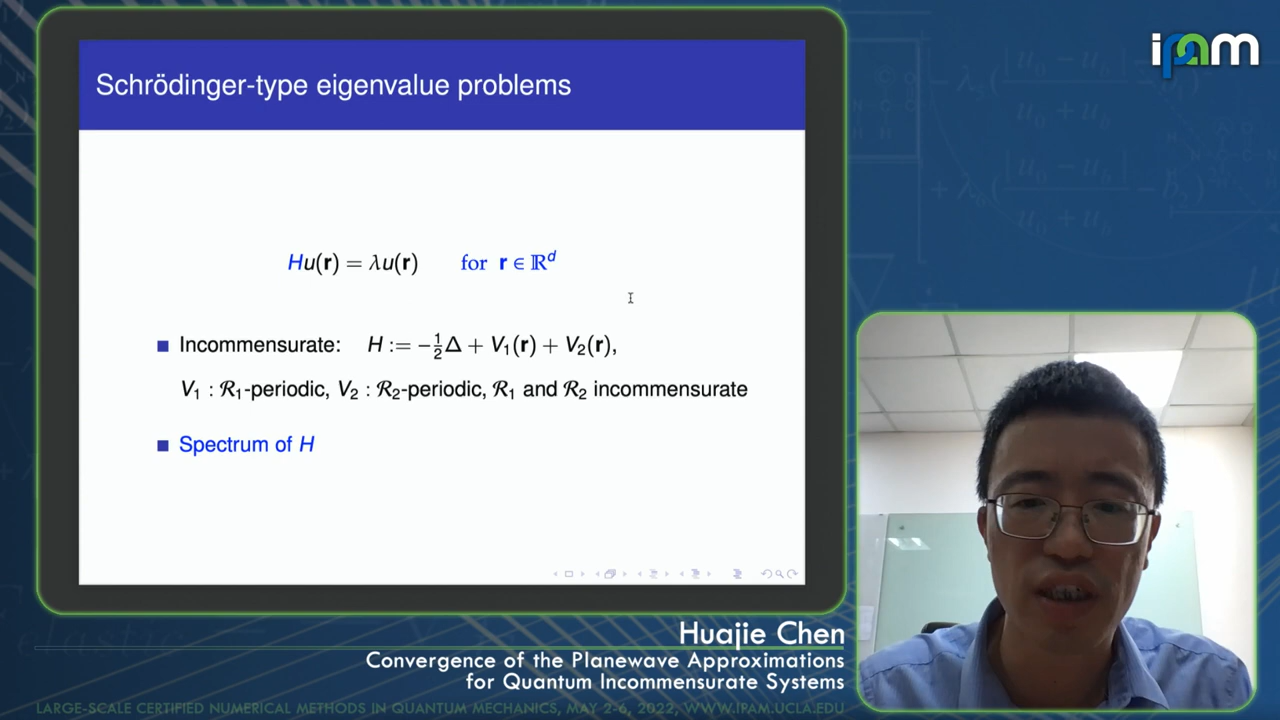 Schrödinger-type eigenvalue problems
Hu(r) = λu(r) for r ∈ ℝᵈ
Incommensurate: H := −½Δ + V₁(r) + V₂(r),
V₁ : ℛ₁-periodic, V₂ : ℛ₂-periodic, ℛ₁ and ℛ₂ incommensurate
Spectrum of H
ipam
Huajie Chen
Convergence of the Planewave Approximations
for Quantum Incommensurate Systems
LARGE-SCALE CERTIFIED NUMERICAL METHODS IN QUANTUM MECHANICS, MAY 2-6, 2022, WWW.IPAM.UCLA.EDU